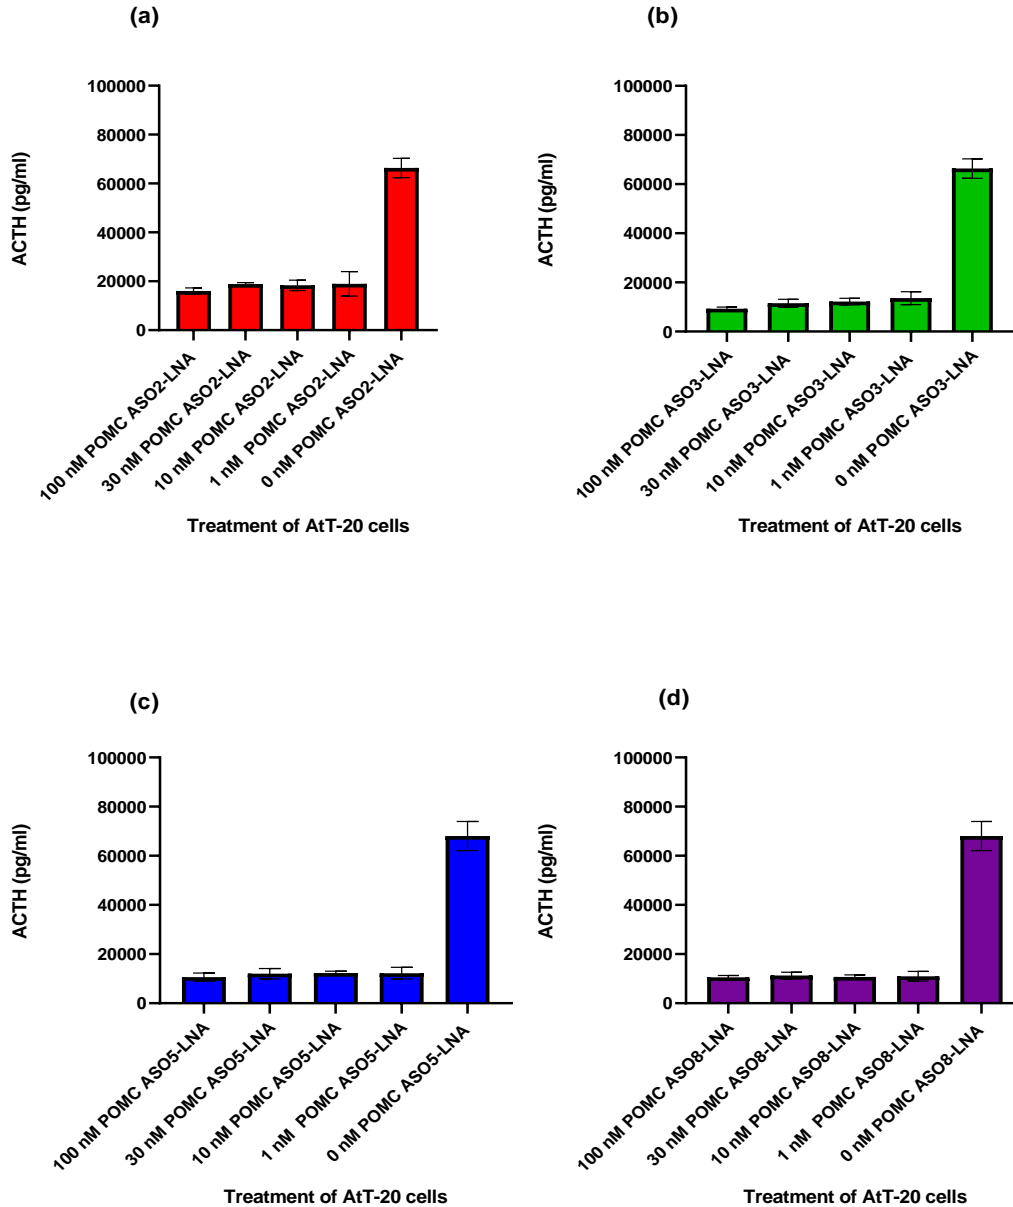 (a)
100000
80000
60000
40000
20000
0
ACTH (pg/ml)
100 nM POMC ASO2-LNA
30 nM POMC ASO2-LNA
10 nM POMC ASO2-LNA
1 nM POMC ASO2-LNA
0 nM POMC ASO2-LNA
Treatment of AtT-20 cells
(b)
100000
80000
60000
40000
20000
0
ACTH (pg/ml)
100 nM POMC ASO3-LNA
30 nM POMC ASO3-LNA
10 nM POMC ASO3-LNA
1 nM POMC ASO3-LNA
0 nM POMC ASO3-LNA
Treatment of AtT-20 cells
(c)
100000
80000
60000
40000
20000
0
ACTH (pg/ml)
100 nM POMC ASO5-LNA
30 nM POMC ASO5-LNA
10 nM POMC ASO5-LNA
1 nM POMC ASO5-LNA
0 nM POMC ASO5-LNA
Treatment of AtT-20 cells
(d)
100000
80000
60000
40000
20000
0
ACTH (pg/ml)
100 nM POMC ASO8-LNA
30 nM POMC ASO8-LNA
10 nM POMC ASO8-LNA
1 nM POMC ASO8-LNA
0 nM POMC ASO8-LNA
Treatment of AtT-20 cells